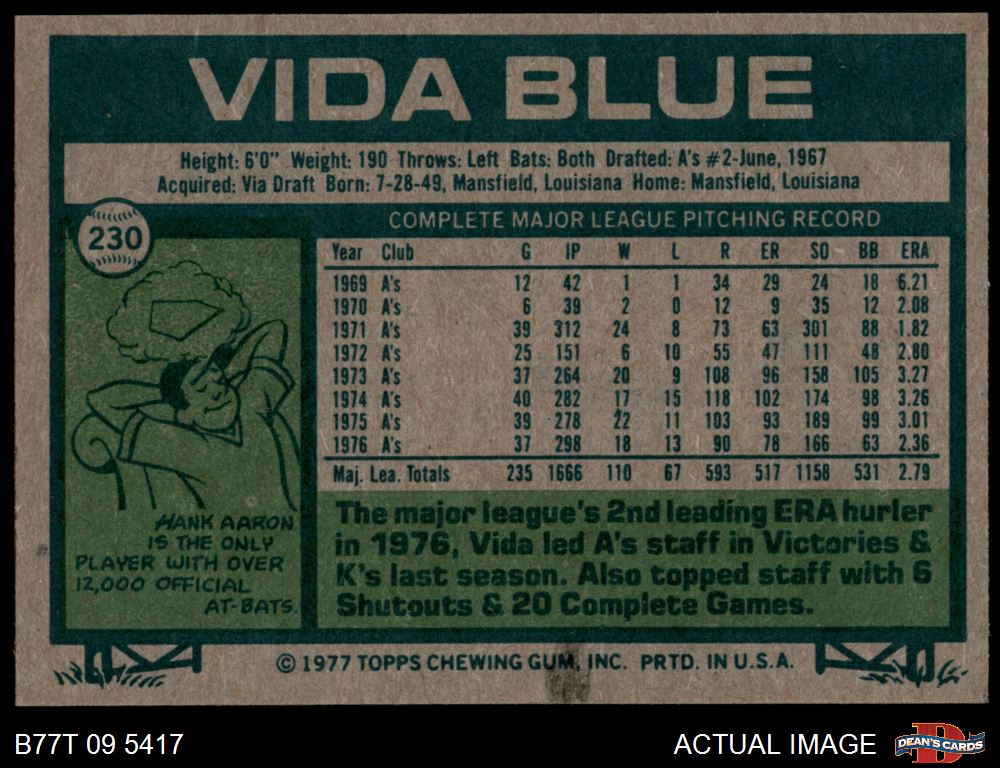 VIDA BLUE
Height: 6'0" Weight: 190 Throws: Left Bats: Both Drafted: A's #2-June, 1967
Acquired: Via Draft Born: 7-28-49, Mansfield, Louisiana Home: Mansfield, Louisiana
230
COMPLETE MAJOR LEAGUE PITCHING RECORD
Year Club G IP W L R ER SO BB ERA
1969 A's 12 42 1 1 34 29 24 18 6.21
1970 A's 6 39 2 0 12 9 35 12 2.08
1971 A's 39 312 24 8 73 63 301 88 1.82
1972 A's 25 151 6 10 55 47 111 48 2.80
1973 A's 37 264 20 9 108 96 158 105 3.27
1974 A's 40 282 17 15 118 102 174 98 3.26
1975 A's 39 278 22 11 103 93 189 99 3.01
1976 A's 37 298 18 13 90 78 166 63 2.36
Maj. Lea. Totals 235 1666 110 67 593 517 1158 531 2.79
HANK AARON
IS THE ONLY
PLAYER WITH OVER
12,000 OFFICIAL
AT-BATS.
The major league's 2nd leading ERA hurler
in 1976, Vida led A's staff in Victories &
K's last season. Also topped staff with 6
Shutouts & 20 Complete Games.
© 1977 TOPPS CHEWING GUM, INC. PRTD. IN U.S.A.
B77T 09 5417
ACTUAL IMAGE
DEAN'S CARDS